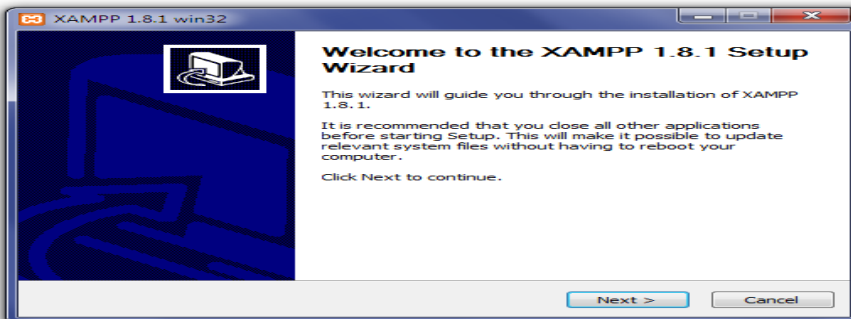 XAMPP 1.8.1 win32
Welcome to the XAMPP 1.8.1 Setup
Wizard
This wizard will guide you through the installation of XAMPP
1.8.1.
It is recommended that you close all other applications
before starting Setup. This will make it possible to update
relevant system files without having to reboot your
computer.
Click Next to continue.
Next >
Cancel